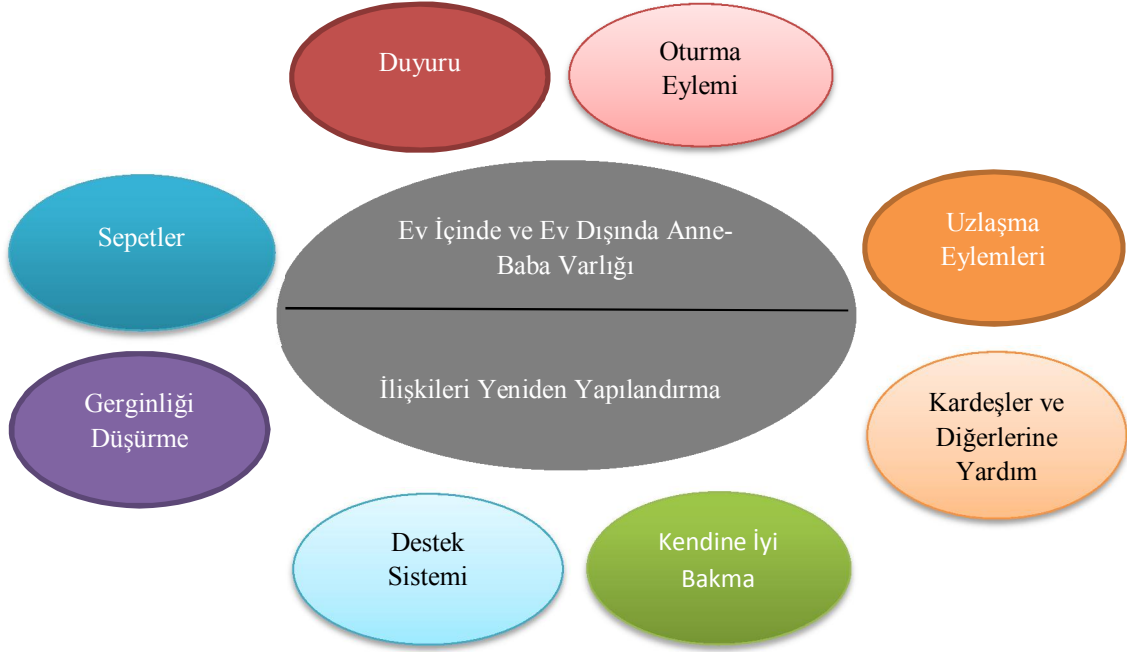 Duyuru
Oturma
Eylemi
Sepetler
Ev İçinde ve Ev Dışında Anne-
Baba Varlığı
Uzlaşma
Eylemleri
Gerginliği
Düşürme
İlişkileri Yeniden Yapılandırma
Kardeşler ve
Diğerlerine
Yardım
Destek
Sistemi
Kendine İyi
Bakma